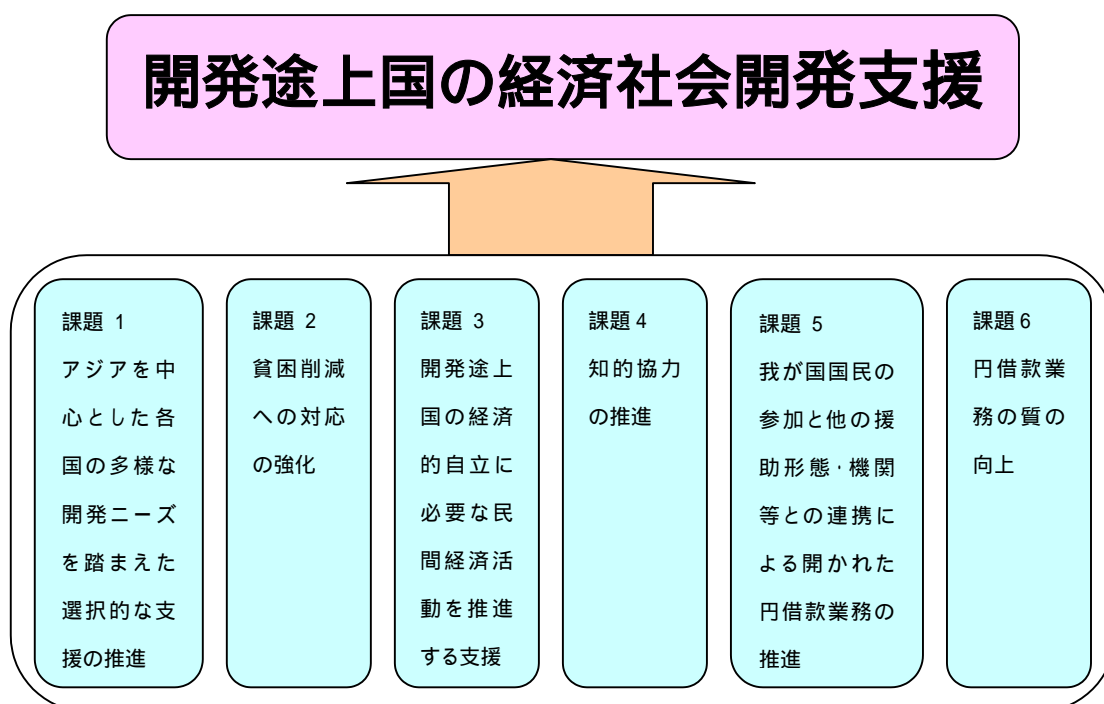 開発途上国の経済社会開発支援
課題 1
アジアを中
心とした各
国の多様な
開発ニーズ
を踏まえた
選択的な支
援の推進
課題 2
貧困削減
への対応
の強化
課題 3
開発途上
国の経済
的自立に
必要な民
間経済活
動を推進
する支援
課題 4
知的協力
の推進
課題 5
我が国国民の
参加と他の援
助形態・機関
等との連携に
よる開かれた
円借款業務の
推進
課題 6
円借款業
務の質の
向上